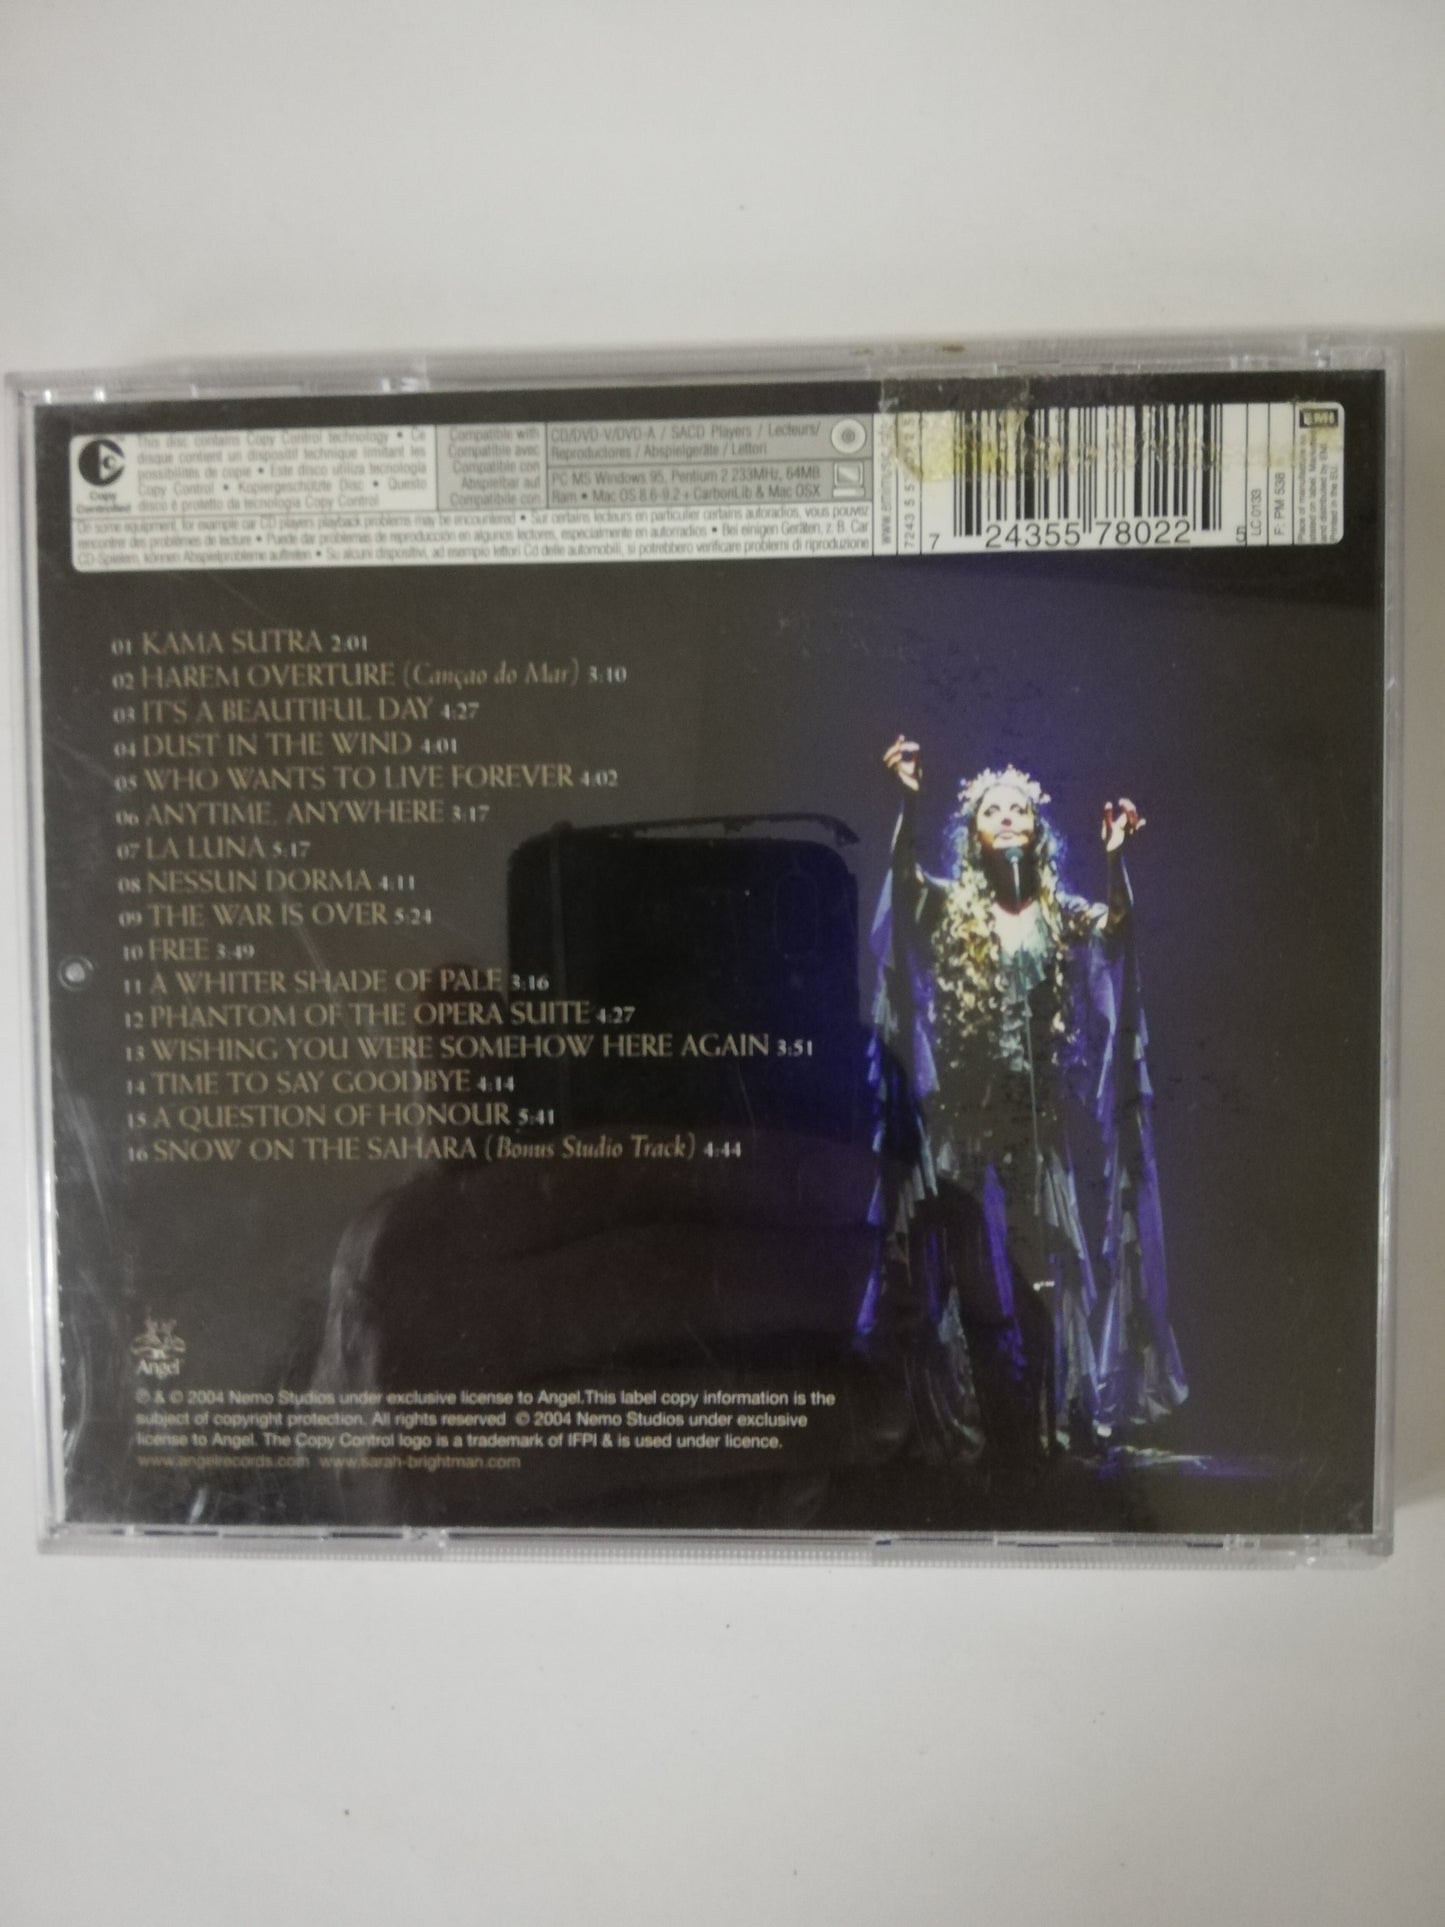 Copy
Controlled
This disc contains Copy Control technology • Ce
disque contient un dispositif technique limitant les
possibilités de copie • Este disco utiliza tecnologia
Copy Control • Kopiergeschützte Disc • Questo
disco è protetto da tecnologia Copy Control
Compatible with
Compatible avec
Compatible con
Abspielbar auf
Compatibile con
CD/DVD-V/DVD-A / SACD Players / Lecteurs/
Reproductores / Abspielgeräte / Lettori
PC MS Windows 95, Pentium 2 233MHz, 64MB
Ram • Mac OS 8.6-9.2 + CarbonLib & Mac OSX
On some equipment, for example car CD players, playback problems may be encountered • Sur certains lecteurs en particulier certains autoradios, vous pouvez
rencontrer des problèmes de lecture • Puede dar problemas de reproducción en algunos lectores, especialmente en autorradios • Bei einigen Geräten, z. B. Car
CD-Spielern, können Abspielprobleme auftreten • Su alcuni dispositivi, ad esempio lettori Cd delle automobili, si potrebbero verificare problemi di riproduzione
7 24355 78022 5
LC 0133
F: PM 538
EMI
Printed in the EU.
01 KAMA SUTRA 2:01
02 HAREM OVERTURE (Cançao do Mar) 3:10
03 IT'S A BEAUTIFUL DAY 4:27
04 DUST IN THE WIND 4:01
05 WHO WANTS TO LIVE FOREVER 4:02
06 ANYTIME, ANYWHERE 3:17
07 LA LUNA 5:17
08 NESSUN DORMA 4:11
09 THE WAR IS OVER 5:24
10 FREE 3:49
11 A WHITER SHADE OF PALE 3:16
12 PHANTOM OF THE OPERA SUITE 4:27
13 WISHING YOU WERE SOMEHOW HERE AGAIN 3:51
14 TIME TO SAY GOODBYE 4:14
15 A QUESTION OF HONOUR 5:41
16 SNOW ON THE SAHARA (Bonus Studio Track) 4:44
Angel
℗ & © 2004 Nemo Studios under exclusive license to Angel.This label copy information is the
subject of copyright protection. All rights reserved © 2004 Nemo Studios under exclusive
license to Angel. The Copy Control logo is a trademark of IFPI & is used under licence.
www.angelrecords.com www.sarah-brightman.com